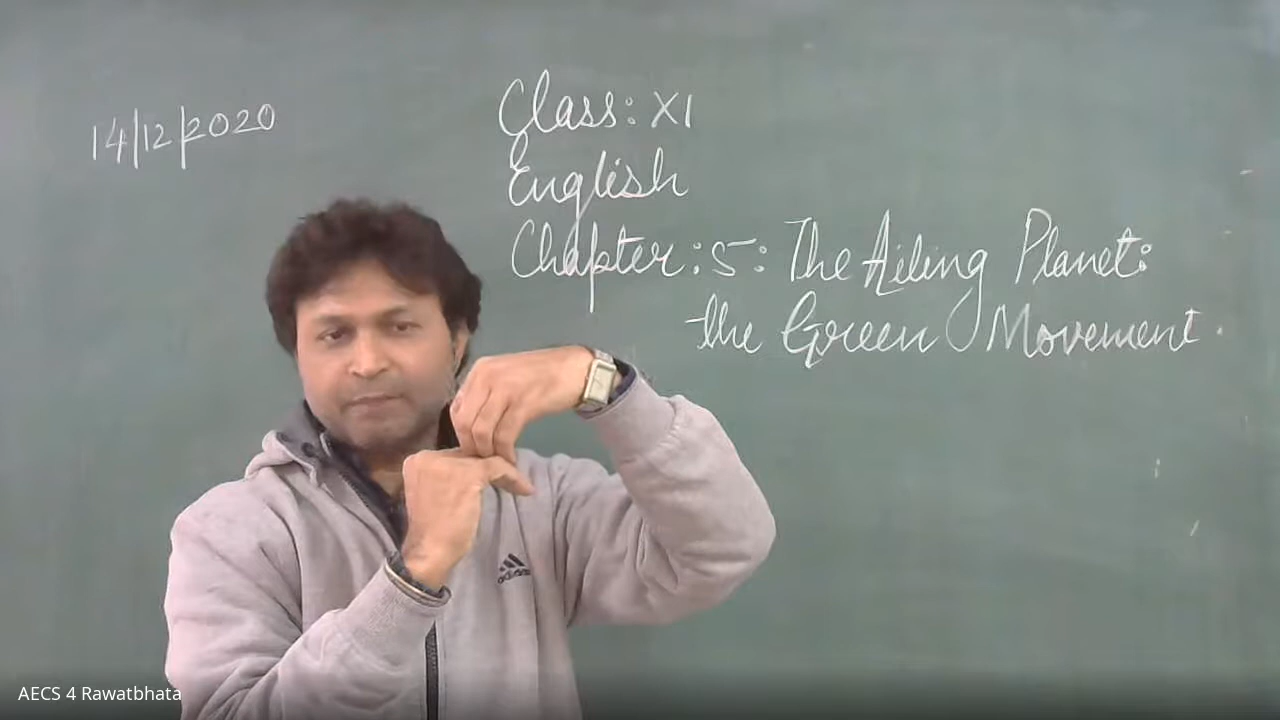 14/12/2020
Class: XI
English
Chapter: 5: The Ailing Planet:
the Green Movement.
adidas
AECS 4 Rawatbhata